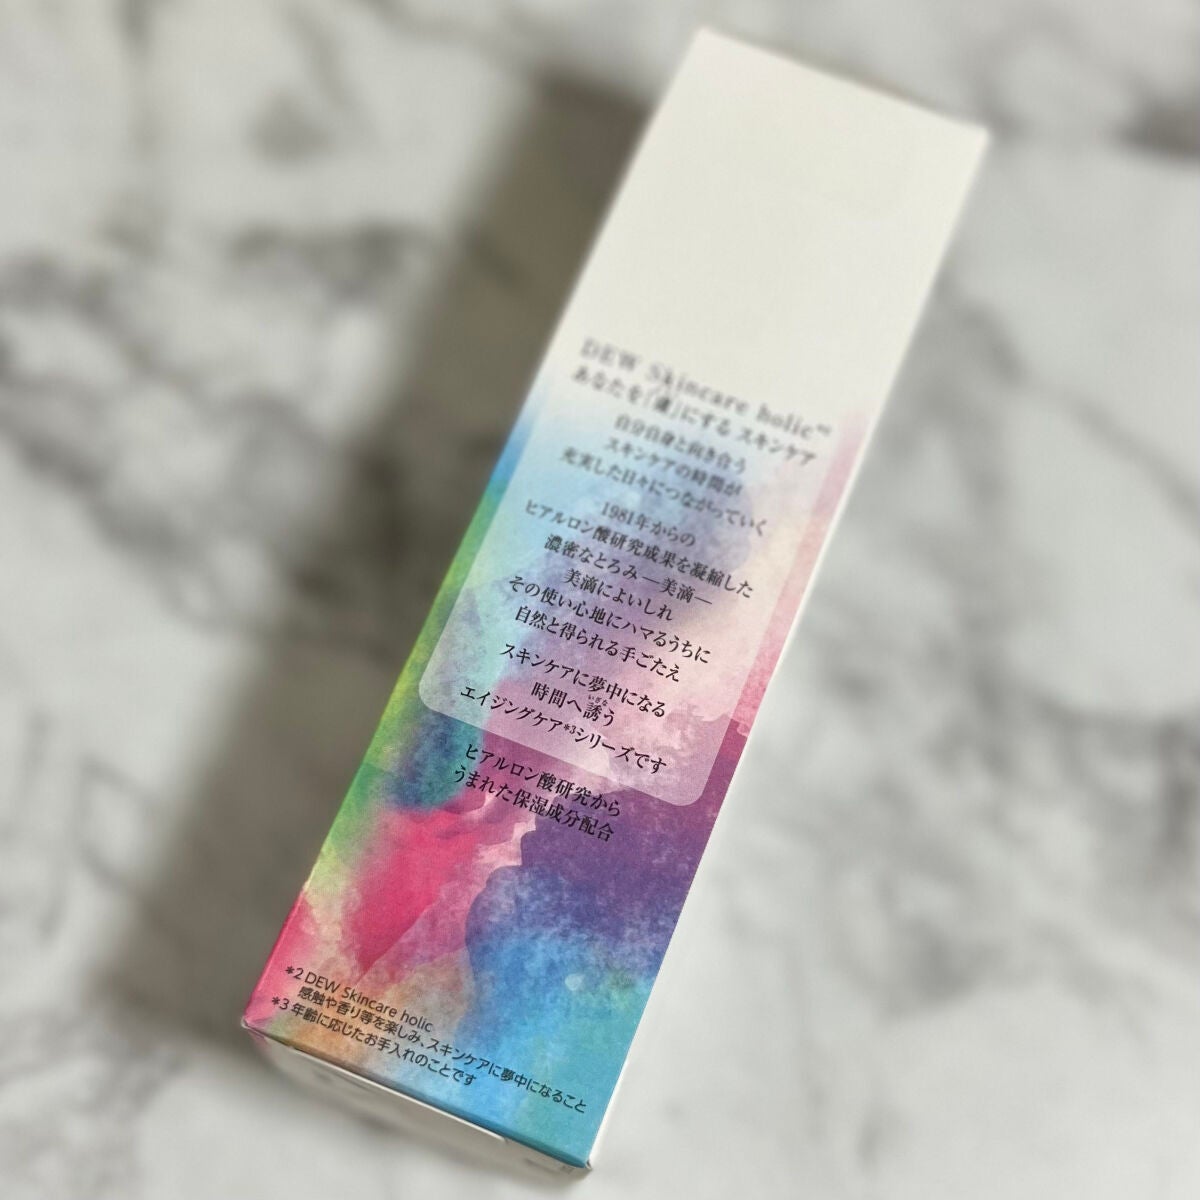 DEW Skincare holic*²
あなたを「虜」にする スキンケア
自分自身と向き合う
スキンケアの時間が
充実した日々につながっていく
1981年からの
ヒアルロン酸研究成果を凝縮した
濃密なとろみ―美滴―
美滴によいしれ
その使い心地にハマるうちに
自然と得られる手ごたえ
スキンケアに夢中になる
時間へ誘う
いざな
エイジングケア*³シリーズです
ヒアルロン酸研究から
うまれた保湿成分配合
*2 DEW Skincare holic
感触や香り等を楽しみ、スキンケアに夢中になること
*3 年齢に応じたお手入れのことです